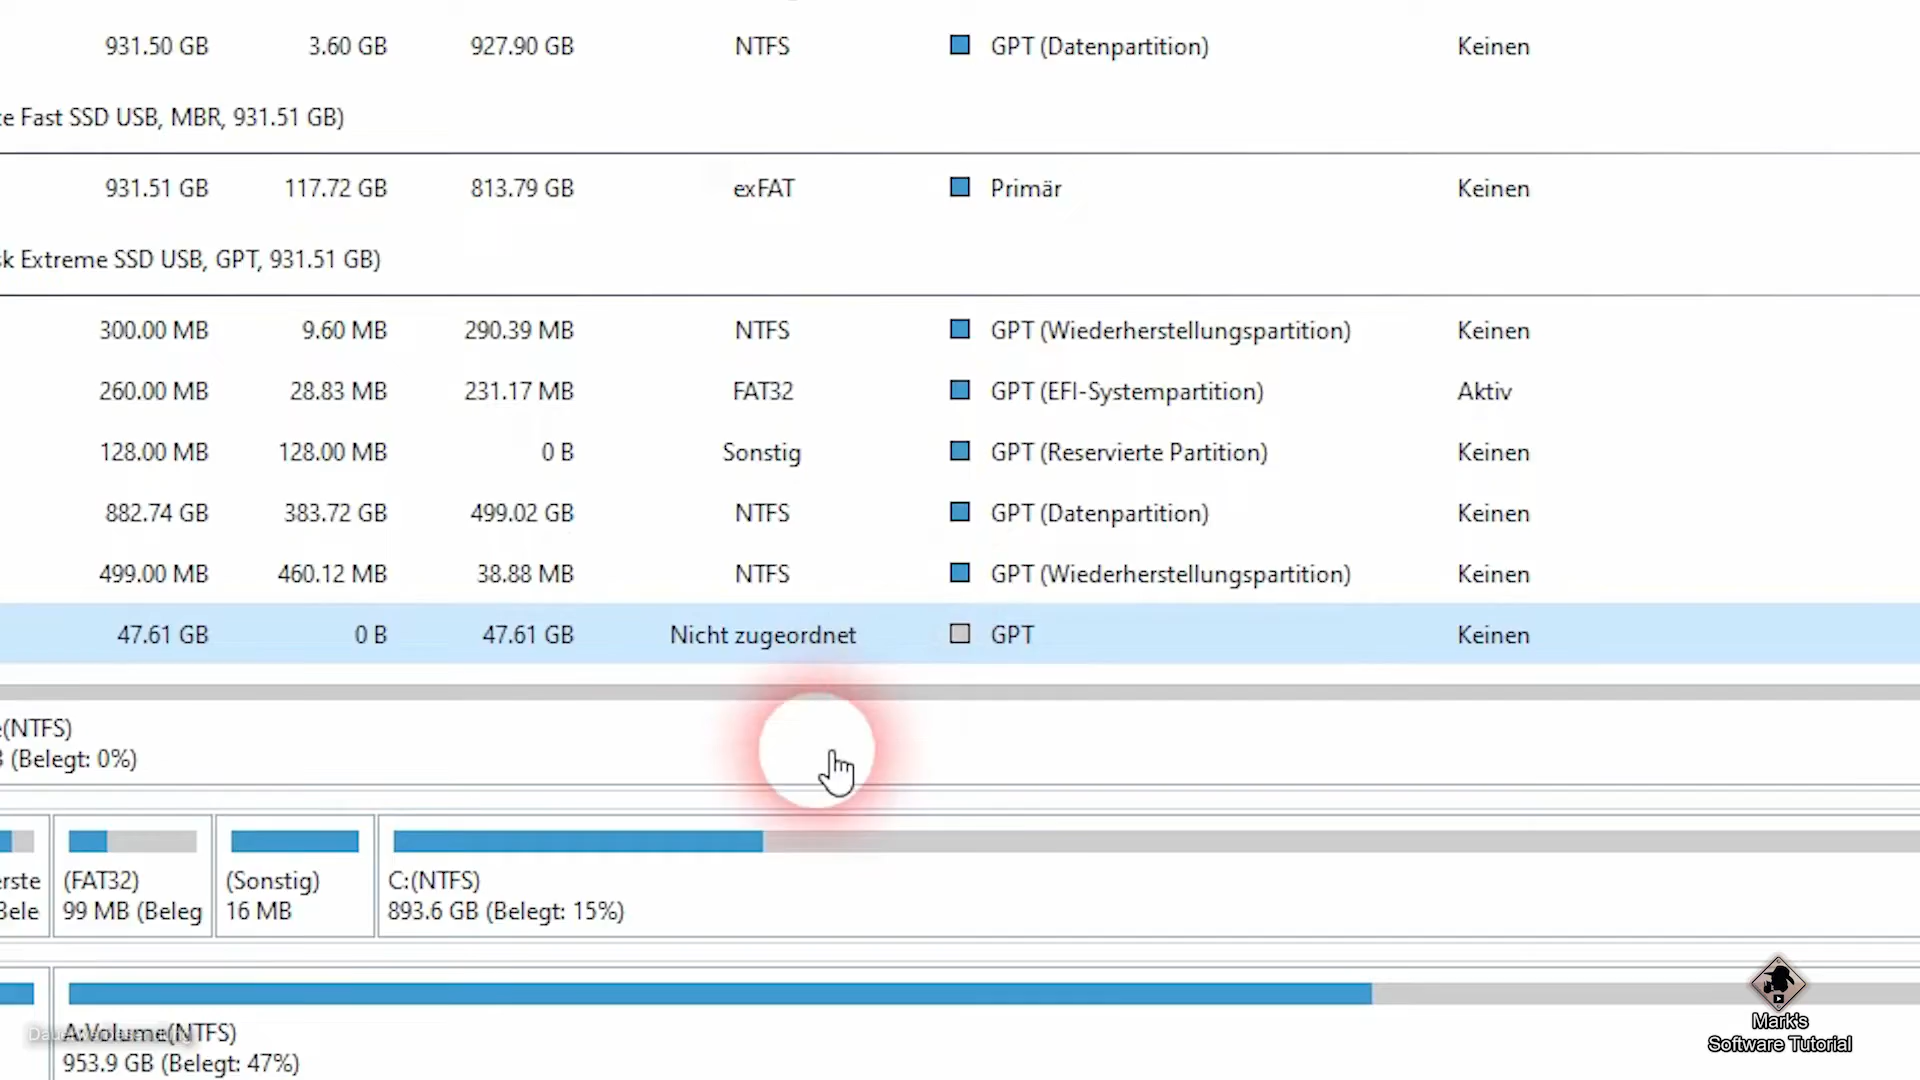 931.50 GB 3.60 GB 927.90 GB NTFS GPT (Datenpartition) Keinen
te Fast SSD USB, MBR, 931.51 GB)
931.51 GB 117.72 GB 813.79 GB exFAT Primär Keinen
sk Extreme SSD USB, GPT, 931.51 GB)
300.00 MB 9.60 MB 290.39 MB NTFS GPT (Wiederherstellungspartition) Keinen
260.00 MB 28.83 MB 231.17 MB FAT32 GPT (EFI-Systempartition) Aktiv
128.00 MB 128.00 MB 0 B Sonstig GPT (Reservierte Partition) Keinen
882.74 GB 383.72 GB 499.02 GB NTFS GPT (Datenpartition) Keinen
499.00 MB 460.12 MB 38.88 MB NTFS GPT (Wiederherstellungspartition) Keinen
47.61 GB 0 B 47.61 GB Nicht zugeordnet GPT Keinen
(NTFS)
(Belegt: 0%)
erste (FAT32) (Sonstig) C:(NTFS)
Bele 99 MB (Beleg 16 MB 893.6 GB (Belegt: 15%)
A:Volume(NTFS)
953.9 GB (Belegt: 47%)
Mark's
Software Tutorial